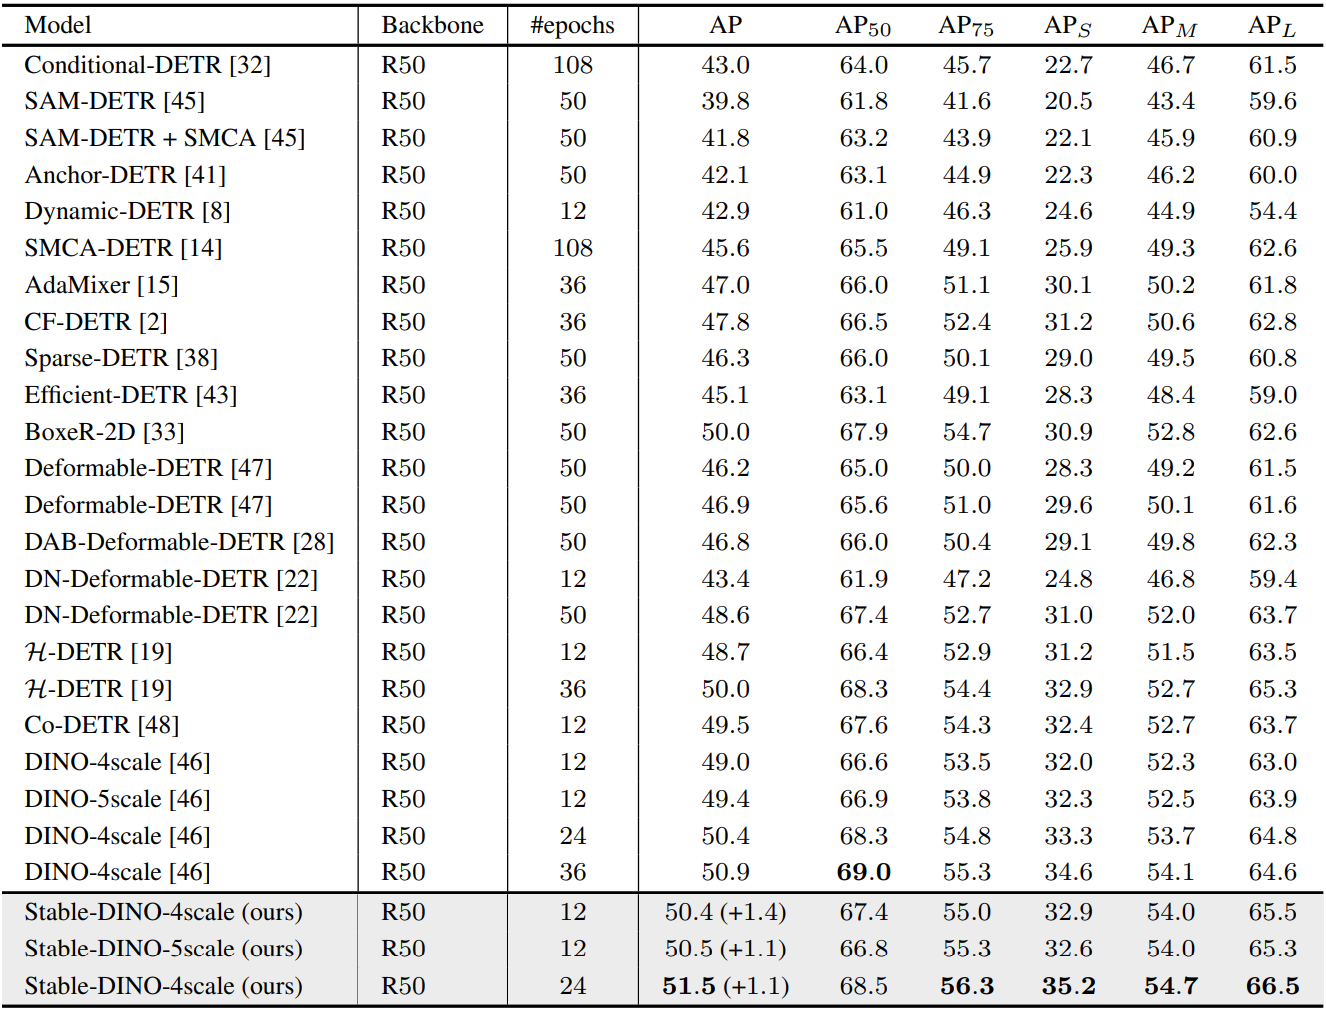 Model Backbone #epochs AP AP50 AP75 APS APM APL
Conditional-DETR [32] R50 108 43.0 64.0 45.7 22.7 46.7 61.5
SAM-DETR [45] R50 50 39.8 61.8 41.6 20.5 43.4 59.6
SAM-DETR + SMCA [45] R50 50 41.8 63.2 43.9 22.1 45.9 60.9
Anchor-DETR [41] R50 50 42.1 63.1 44.9 22.3 46.2 60.0
Dynamic-DETR [8] R50 12 42.9 61.0 46.3 24.6 44.9 54.4
SMCA-DETR [14] R50 108 45.6 65.5 49.1 25.9 49.3 62.6
AdaMixer [15] R50 36 47.0 66.0 51.1 30.1 50.2 61.8
CF-DETR [2] R50 36 47.8 66.5 52.4 31.2 50.6 62.8
Sparse-DETR [38] R50 50 46.3 66.0 50.1 29.0 49.5 60.8
Efficient-DETR [43] R50 36 45.1 63.1 49.1 28.3 48.4 59.0
BoxeR-2D [33] R50 50 50.0 67.9 54.7 30.9 52.8 62.6
Deformable-DETR [47] R50 50 46.2 65.0 50.0 28.3 49.2 61.5
Deformable-DETR [47] R50 50 46.9 65.6 51.0 29.6 50.1 61.6
DAB-Deformable-DETR [28] R50 50 46.8 66.0 50.4 29.1 49.8 62.3
DN-Deformable-DETR [22] R50 12 43.4 61.9 47.2 24.8 46.8 59.4
DN-Deformable-DETR [22] R50 50 48.6 67.4 52.7 31.0 52.0 63.7
ℋ-DETR [19] R50 12 48.7 66.4 52.9 31.2 51.5 63.5
ℋ-DETR [19] R50 36 50.0 68.3 54.4 32.9 52.7 65.3
Co-DETR [48] R50 12 49.5 67.6 54.3 32.4 52.7 63.7
DINO-4scale [46] R50 12 49.0 66.6 53.5 32.0 52.3 63.0
DINO-5scale [46] R50 12 49.4 66.9 53.8 32.3 52.5 63.9
DINO-4scale [46] R50 24 50.4 68.3 54.8 33.3 53.7 64.8
DINO-4scale [46] R50 36 50.9 69.0 55.3 34.6 54.1 64.6
Stable-DINO-4scale (ours) R50 12 50.4 (+1.4) 67.4 55.0 32.9 54.0 65.5
Stable-DINO-5scale (ours) R50 12 50.5 (+1.1) 66.8 55.3 32.6 54.0 65.3
Stable-DINO-4scale (ours) R50 24 51.5 (+1.1) 68.5 56.3 35.2 54.7 66.5